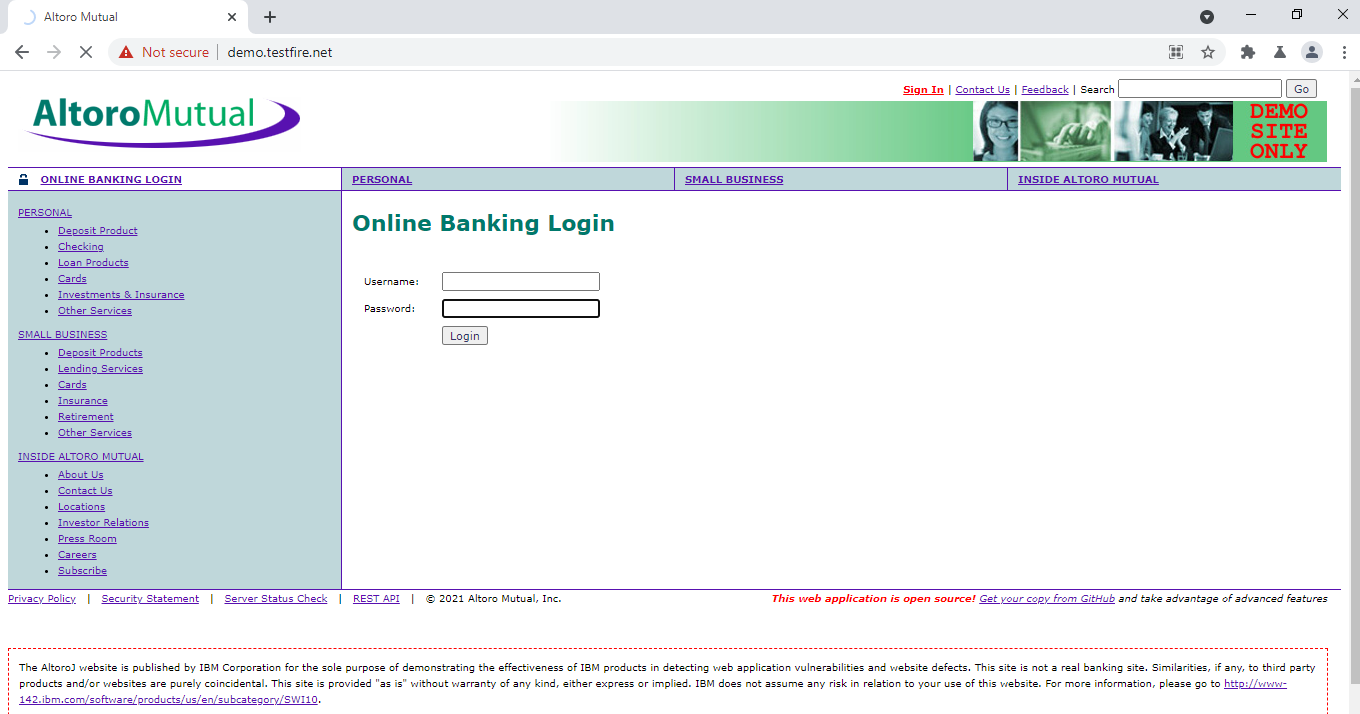 Altoro Mutual
Not secure | demo.testfire.net
Sign In | Contact Us | Feedback | Search Go
AltoroMutual
DEMO
SITE
ONLY
ONLINE BANKING LOGIN
PERSONAL
SMALL BUSINESS
INSIDE ALTORO MUTUAL
PERSONAL
Deposit Product
Checking
Loan Products
Cards
Investments & Insurance
Other Services
SMALL BUSINESS
Deposit Products
Lending Services
Cards
Insurance
Retirement
Other Services
INSIDE ALTORO MUTUAL
About Us
Contact Us
Locations
Investor Relations
Press Room
Careers
Subscribe
Online Banking Login
Username:
Password:
Login
Privacy Policy | Security Statement | Server Status Check | REST API | © 2021 Altoro Mutual, Inc.
This web application is open source! Get your copy from GitHub and take advantage of advanced features
The AltoroJ website is published by IBM Corporation for the sole purpose of demonstrating the effectiveness of IBM products in detecting web application vulnerabilities and website defects. This site is not a real banking site. Similarities, if any, to third party
products and/or websites are purely coincidental. This site is provided "as is" without warranty of any kind, either express or implied. IBM does not assume any risk in relation to your use of this website. For more information, please go to http://www-
142.ibm.com/software/products/us/en/subcategory/SWI10.